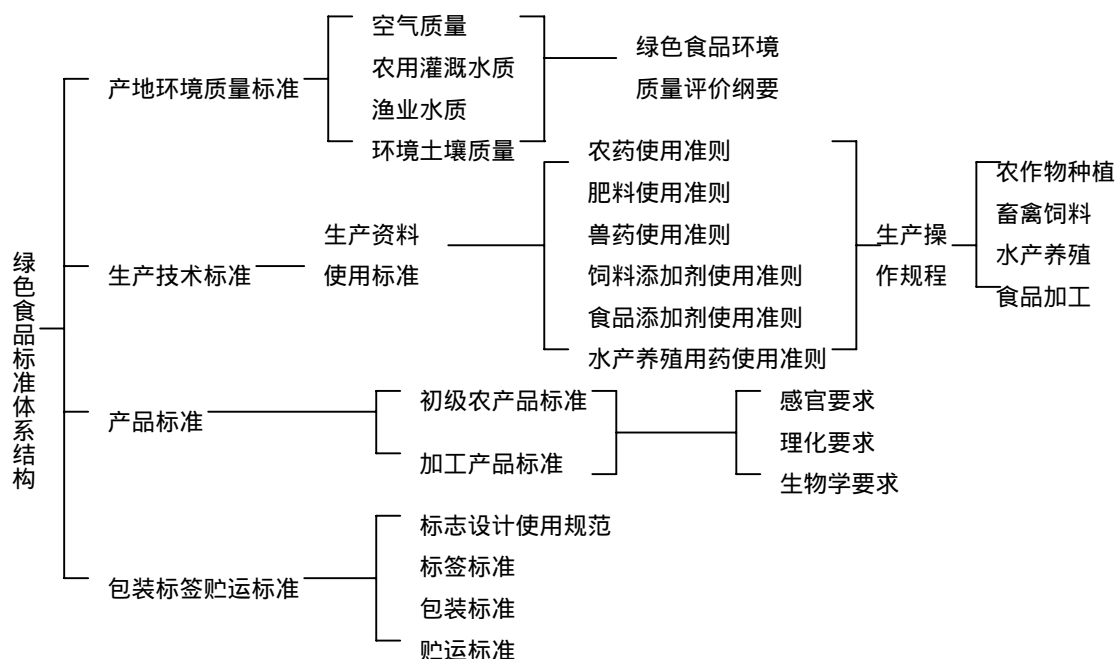 绿色食品标准体系结构
产地环境质量标准
空气质量
农用灌溉水质
渔业水质
环境土壤质量
绿色食品环境
质量评价纲要
生产技术标准
生产资料
使用标准
农药使用准则
肥料使用准则
兽药使用准则
饲料添加剂使用准则
食品添加剂使用准则
水产养殖用药使用准则
生产操
作规程
农作物种植
畜禽饲料
水产养殖
食品加工
产品标准
初级农产品标准
加工产品标准
感官要求
理化要求
生物学要求
包装标签贮运标准
标志设计使用规范
标签标准
包装标准
贮运标准